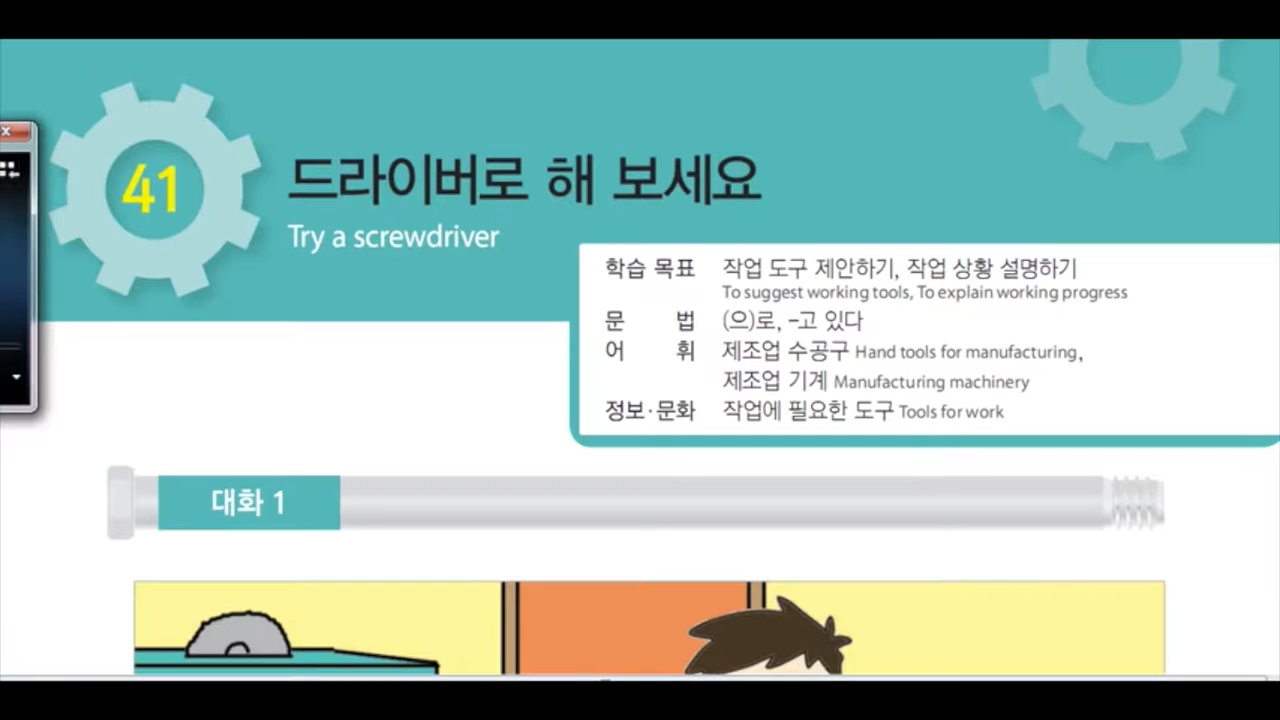 41
드라이버로 해 보세요
Try a screwdriver
학습 목표 작업 도구 제안하기, 작업 상황 설명하기
To suggest working tools, To explain working progress
문 법 (으)로, –고 있다
어 휘 제조업 수공구 Hand tools for manufacturing,
제조업 기계 Manufacturing machinery
정보·문화 작업에 필요한 도구 Tools for work
대화 1